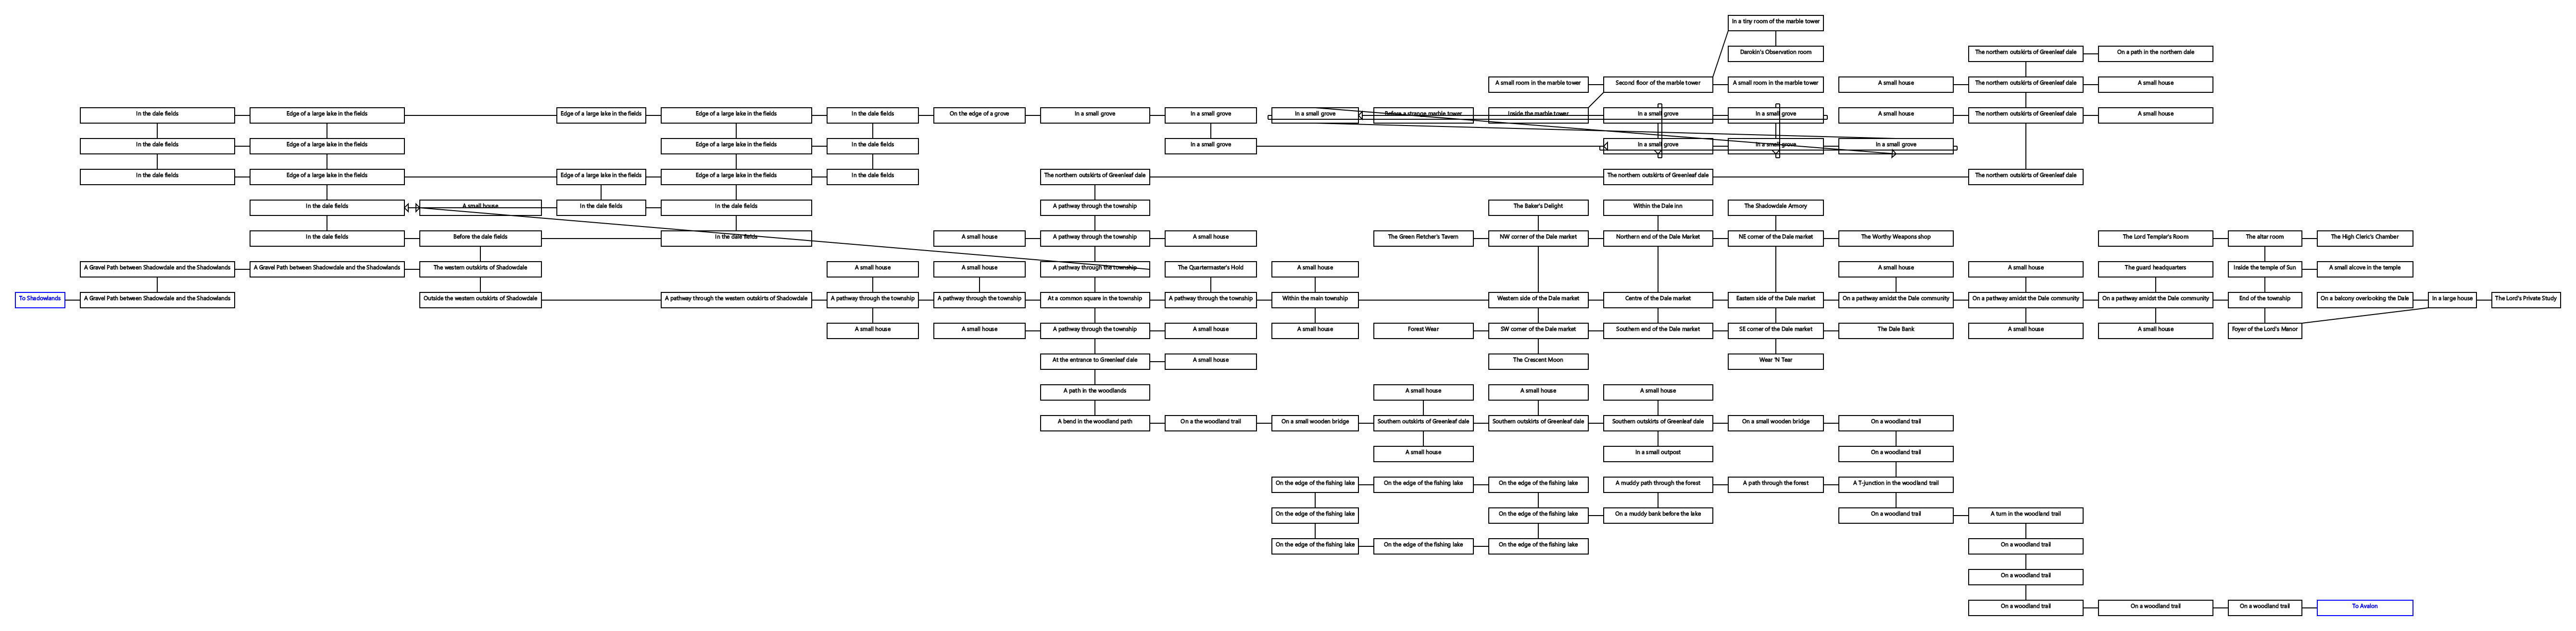 In a tiny room of the marble tower
Darokin's Observation room
The northern outskirts of Greenleaf dale
On a path in the northern dale
A small room in the marble tower
Second floor of the marble tower
A small room in the marble tower
A small house
The northern outskirts of Greenleaf dale
A small house
In the dale fields
Edge of a large lake in the fields
Edge of a large lake in the fields
Edge of a large lake in the fields
In the dale fields
On the edge of a grove
In a small grove
In a small grove
In a small grove
Before a strange marble tower
Inside the marble tower
In a small grove
In a small grove
A small house
The northern outskirts of Greenleaf dale
A small house
In the dale fields
Edge of a large lake in the fields
Edge of a large lake in the fields
In the dale fields
In a small grove
In a small grove
In a small grove
In a small grove
In the dale fields
Edge of a large lake in the fields
Edge of a large lake in the fields
Edge of a large lake in the fields
In the dale fields
The northern outskirts of Greenleaf dale
The northern outskirts of Greenleaf dale
The northern outskirts of Greenleaf dale
In the dale fields
A small house
In the dale fields
In the dale fields
A pathway through the township
The Baker's Delight
Within the Dale inn
The Shadowdale Armory
In the dale fields
Before the dale fields
In the dale fields
A small house
A pathway through the township
A small house
The Green Fletcher's Tavern
NW corner of the Dale market
Northern end of the Dale Market
NE corner of the Dale market
The Worthy Weapons shop
The Lord Templar's Room
The altar room
The High Cleric's Chamber
A Gravel Path between Shadowdale and the Shadowlands
A Gravel Path between Shadowdale and the Shadowlands
The western outskirts of Shadowdale
A small house
A small house
A pathway through the township
The Quartermaster's Hold
A small house
A small house
A small house
The guard headquarters
Inside the temple of Sun
A small alcove in the temple
To Shadowlands
A Gravel Path between Shadowdale and the Shadowlands
Outside the western outskirts of Shadowdale
A pathway through the western outskirts of Shadowdale
A pathway through the township
A pathway through the township
At a common square in the township
A pathway through the township
Within the main township
Western side of the Dale market
Centre of the Dale market
Eastern side of the Dale market
On a pathway amidst the Dale community
On a pathway amidst the Dale community
On a pathway amidst the Dale community
End of the township
On a balcony overlooking the Dale
In a large house
The Lord's Private Study
A small house
A small house
A pathway through the township
A small house
A small house
Forest Wear
SW corner of the Dale market
Southern end of the Dale market
SE corner of the Dale market
The Dale Bank
A small house
A small house
Foyer of the Lord's Manor
At the entrance to Greenleaf dale
A small house
The Crescent Moon
Wear 'N Tear
A path in the woodlands
A small house
A small house
A small house
A bend in the woodland path
On a the woodland trail
On a small wooden bridge
Southern outskirts of Greenleaf dale
Southern outskirts of Greenleaf dale
Southern outskirts of Greenleaf dale
On a small wooden bridge
On a woodland trail
A small house
In a small outpost
On a woodland trail
On the edge of the fishing lake
On the edge of the fishing lake
On the edge of the fishing lake
A muddy path through the forest
A path through the forest
A T-junction in the woodland trail
On the edge of the fishing lake
On the edge of the fishing lake
On a muddy bank before the lake
On a woodland trail
A turn in the woodland trail
On the edge of the fishing lake
On the edge of the fishing lake
On the edge of the fishing lake
On a woodland trail
On a woodland trail
On a woodland trail
On a woodland trail
On a woodland trail
To Avalon